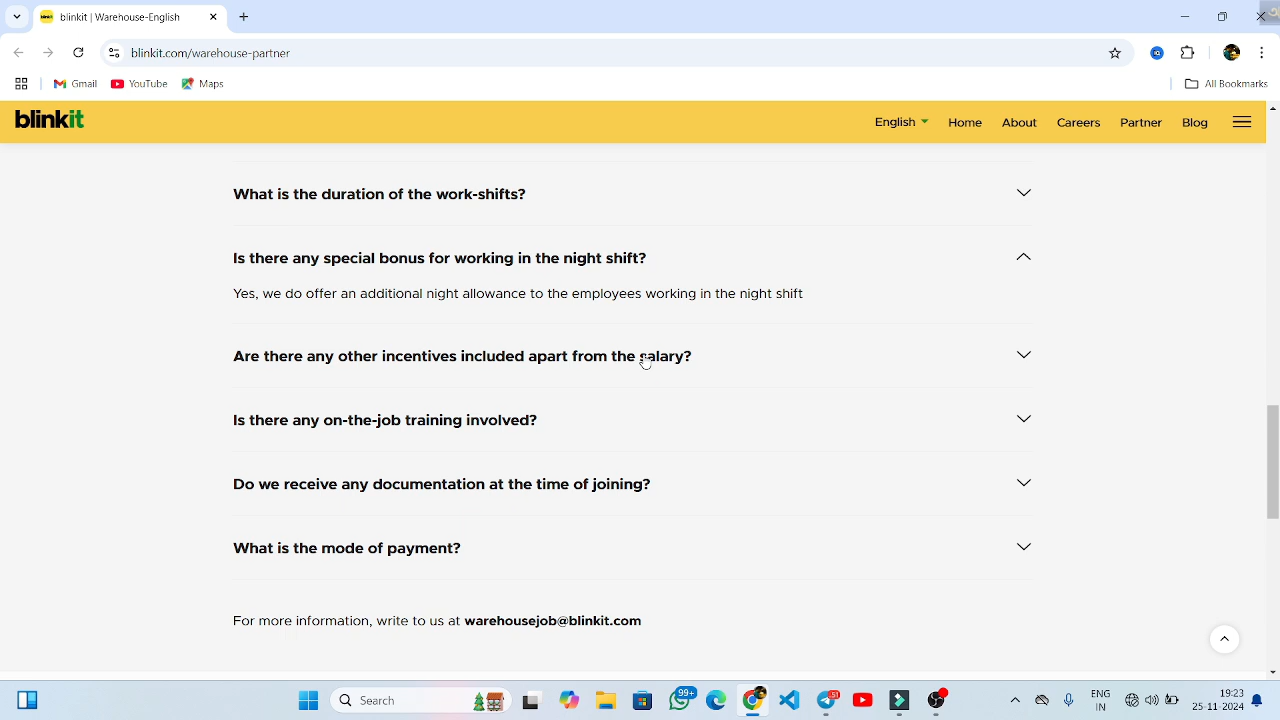 blinkit | Warehouse-English
blinkit.com/warehouse-partner
Gmail YouTube Maps All Bookmarks
blinkit English Home About Careers Partner Blog
What is the duration of the work-shifts?
Is there any special bonus for working in the night shift?
Yes, we do offer an additional night allowance to the employees working in the night shift
Are there any other incentives included apart from the salary?
Is there any on-the-job training involved?
Do we receive any documentation at the time of joining?
What is the mode of payment?
For more information, write to us at warehousejob@blinkit.com
Search 99+ 51 ENG 19:23
IN 25-11-2024